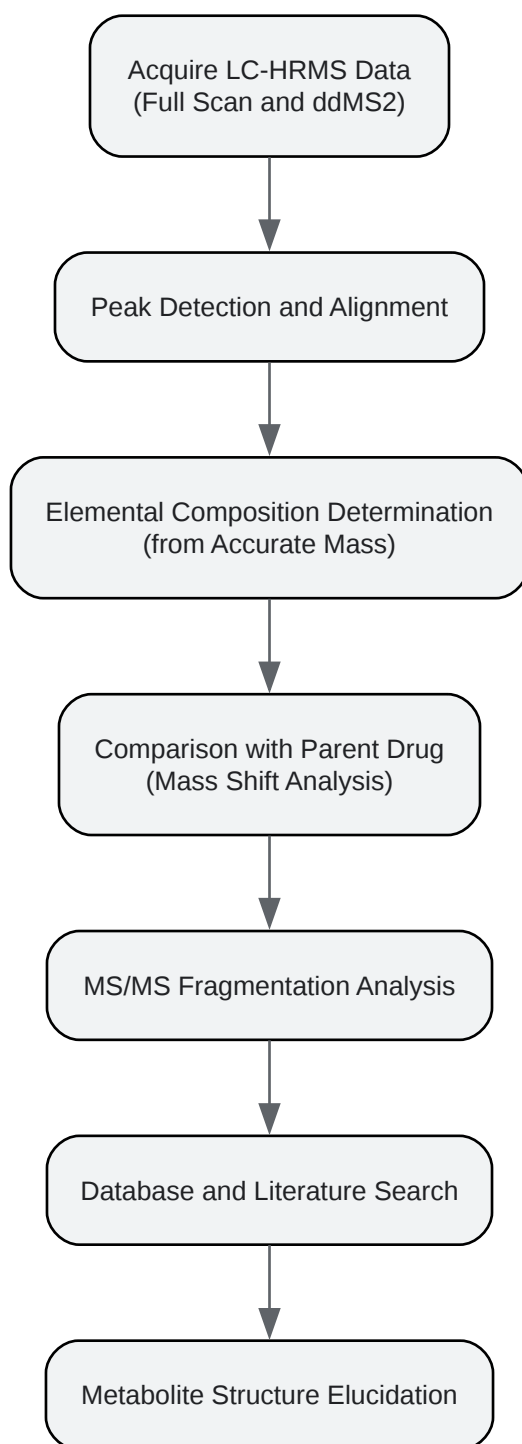 Acquire LC-HRMS Data
(Full Scan and ddMS2)
Peak Detection and Alignment
Elemental Composition Determination
(from Accurate Mass)
Comparison with Parent Drug
(Mass Shift Analysis)
MS/MS Fragmentation Analysis
Database and Literature Search
Metabolite Structure Elucidation